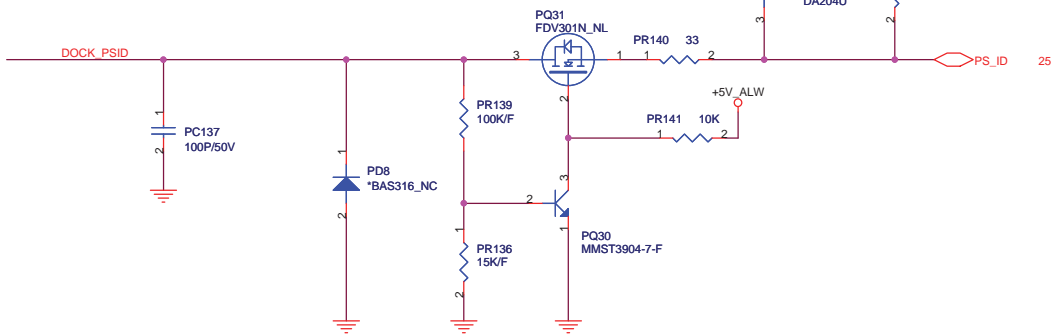 DA204U
3
2
PQ31
FDV301N_NL
DOCK_PSID
3
1
1
PR140 33
2
PS_ID 25
2
+5V_ALW
PR141 10K
1
2
1
PC137
100P/50V
2
PR139
100K/F
1
PD8
*BAS316_NC
2
3
2
1
PQ30
MMST3904-7-F
1
PR136
15K/F
2